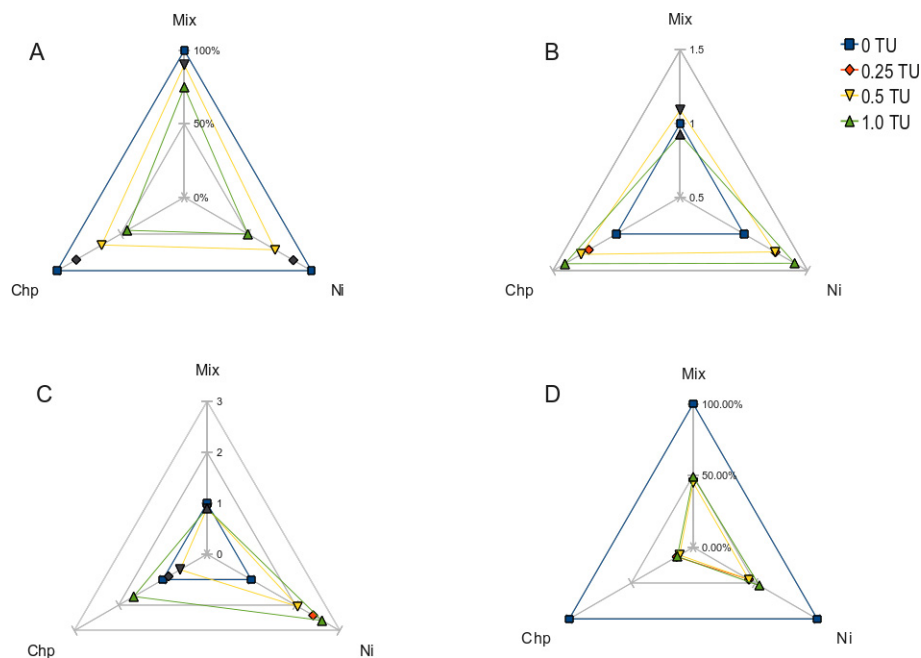 A
Mix
100%
50%
0%
Chp
Ni
B
Mix
1.5
1
0.5
Chp
Ni
0 TU
0.25 TU
0.5 TU
1.0 TU
C
Mix
3
2
1
0
Chp
Ni
D
Mix
100.00%
50.00%
0.00%
Chp
Ni